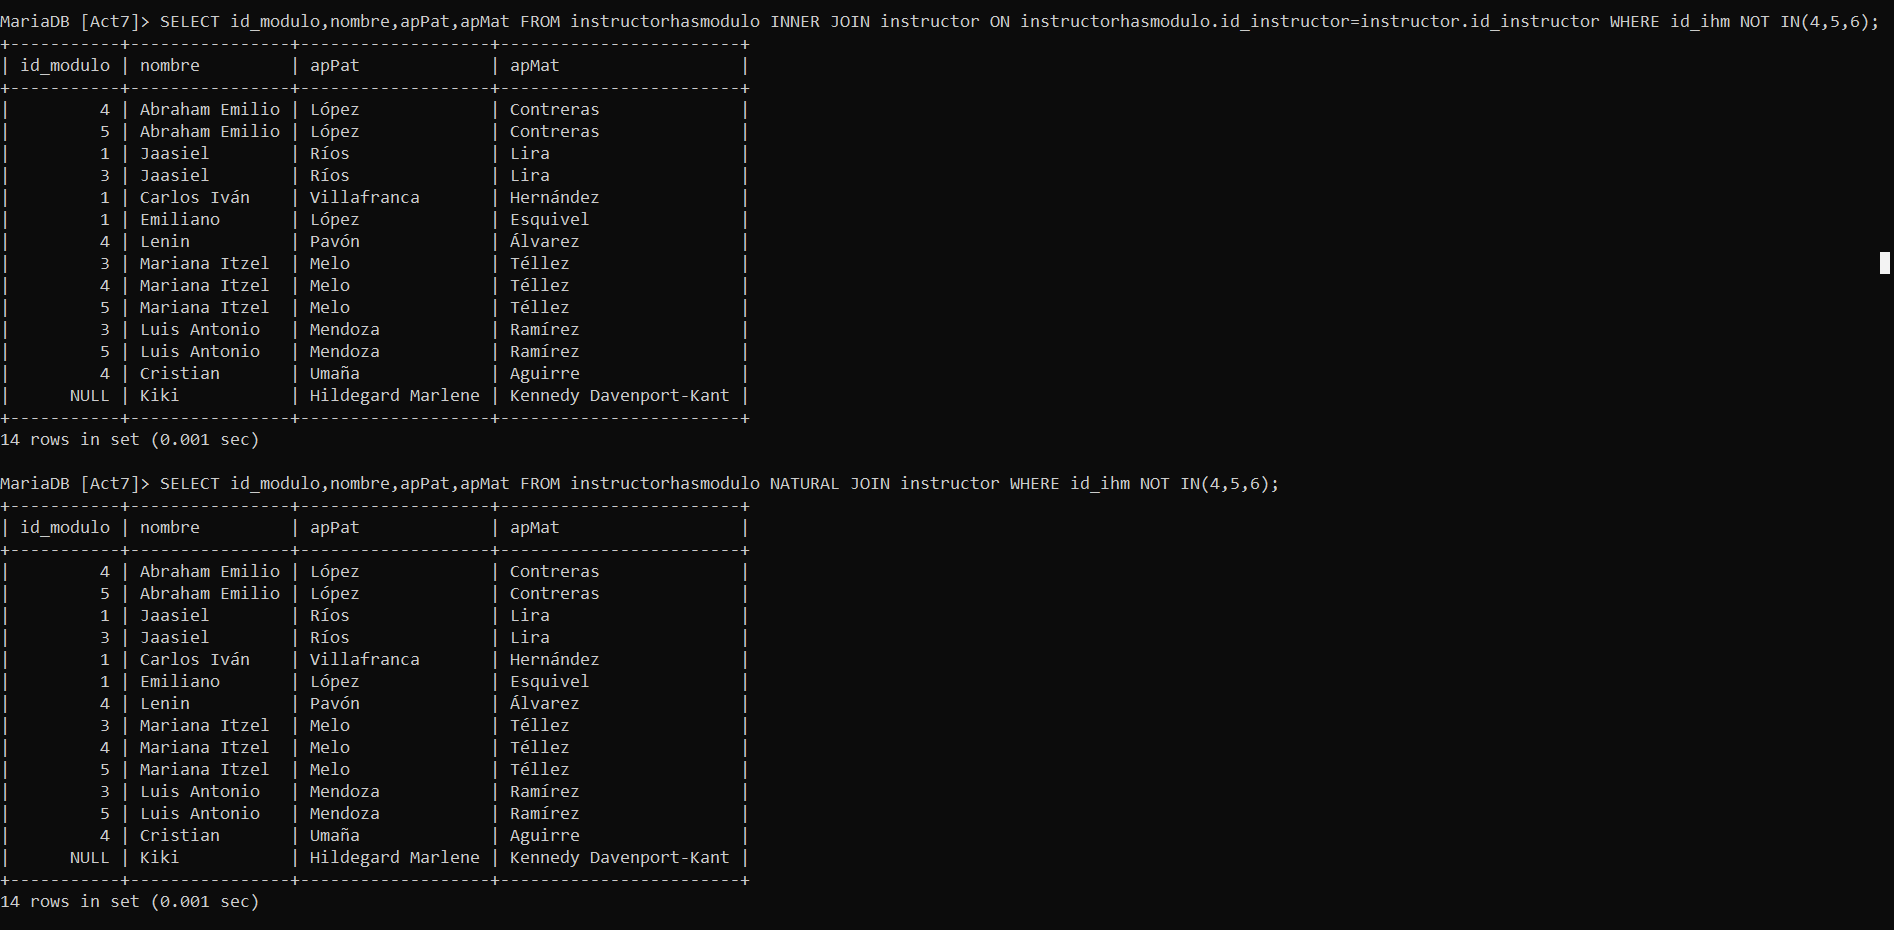 MariaDB [Act7]> SELECT id_modulo,nombre,apPat,apMat FROM instructorhasmodulo INNER JOIN instructor ON instructorhasmodulo.id_instructor=instructor.id_instructor WHERE id_ihm NOT IN(4,5,6);
+-----------+----------------+-------------------+------------------------+
| id_modulo | nombre         | apPat             | apMat                  |
+-----------+----------------+-------------------+------------------------+
|         4 | Abraham Emilio | López             | Contreras              |
|         5 | Abraham Emilio | López             | Contreras              |
|         1 | Jaasiel        | Ríos              | Lira                   |
|         3 | Jaasiel        | Ríos              | Lira                   |
|         1 | Carlos Iván    | Villafranca       | Hernández              |
|         1 | Emiliano       | López             | Esquivel               |
|         4 | Lenin          | Pavón             | Álvarez                |
|         3 | Mariana Itzel  | Melo              | Téllez                 |
|         4 | Mariana Itzel  | Melo              | Téllez                 |
|         5 | Mariana Itzel  | Melo              | Téllez                 |
|         3 | Luis Antonio   | Mendoza           | Ramírez                |
|         5 | Luis Antonio   | Mendoza           | Ramírez                |
|         4 | Cristian       | Umaña             | Aguirre                |
|      NULL | Kiki           | Hildegard Marlene | Kennedy Davenport-Kant |
+-----------+----------------+-------------------+------------------------+
14 rows in set (0.001 sec)
MariaDB [Act7]> SELECT id_modulo,nombre,apPat,apMat FROM instructorhasmodulo NATURAL JOIN instructor WHERE id_ihm NOT IN(4,5,6);
+-----------+----------------+-------------------+------------------------+
| id_modulo | nombre         | apPat             | apMat                  |
+-----------+----------------+-------------------+------------------------+
|         4 | Abraham Emilio | López             | Contreras              |
|         5 | Abraham Emilio | López             | Contreras              |
|         1 | Jaasiel        | Ríos              | Lira                   |
|         3 | Jaasiel        | Ríos              | Lira                   |
|         1 | Carlos Iván    | Villafranca       | Hernández              |
|         1 | Emiliano       | López             | Esquivel               |
|         4 | Lenin          | Pavón             | Álvarez                |
|         3 | Mariana Itzel  | Melo              | Téllez                 |
|         4 | Mariana Itzel  | Melo              | Téllez                 |
|         5 | Mariana Itzel  | Melo              | Téllez                 |
|         3 | Luis Antonio   | Mendoza           | Ramírez                |
|         5 | Luis Antonio   | Mendoza           | Ramírez                |
|         4 | Cristian       | Umaña             | Aguirre                |
|      NULL | Kiki           | Hildegard Marlene | Kennedy Davenport-Kant |
+-----------+----------------+-------------------+------------------------+
14 rows in set (0.001 sec)